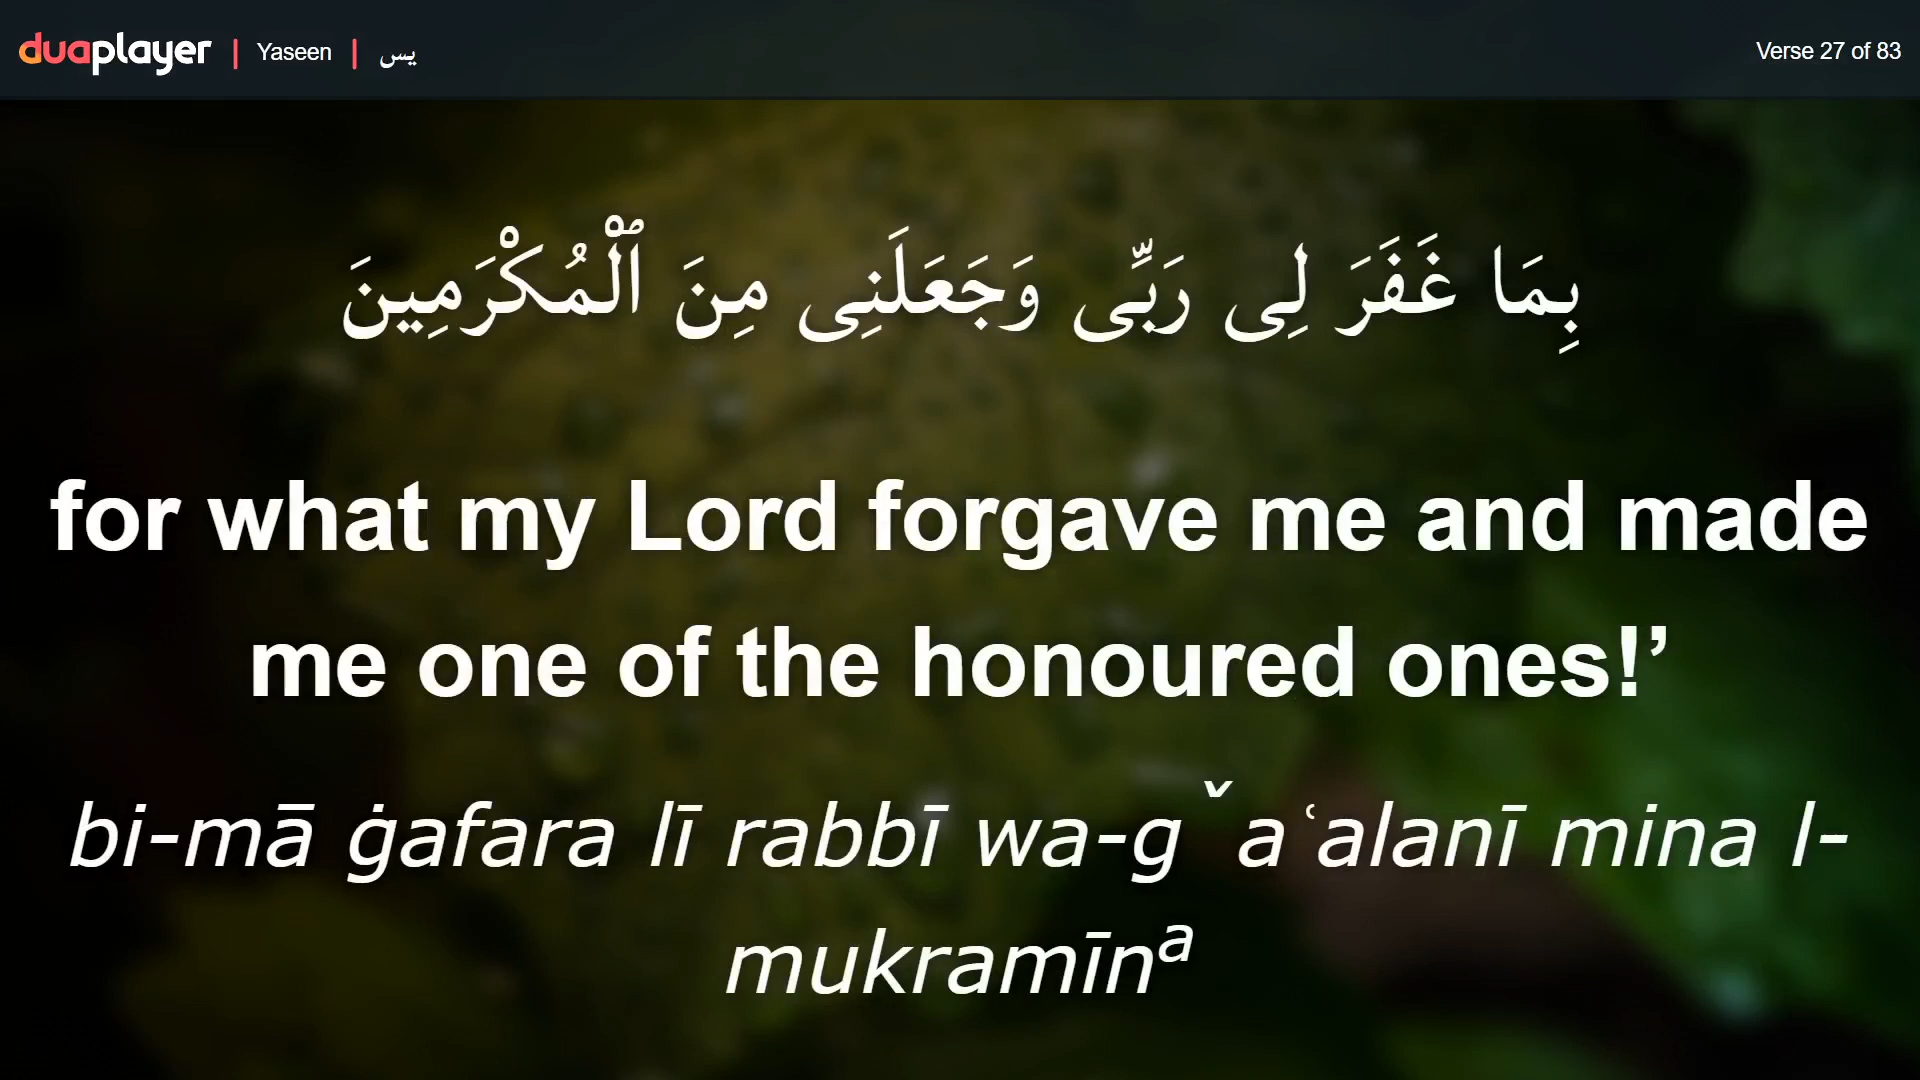 duaplayer | Yaseen | يس
Verse 27 of 83
بِمَا غَفَرَ لِى رَبِّى وَجَعَلَنِى مِنَ ٱلْمُكْرَمِينَ
for what my Lord forgave me and made
me one of the honoured ones!’
bi-mā ġafara lī rabbī wa-gˇaʿalanī mina l-
mukramīnᵃ